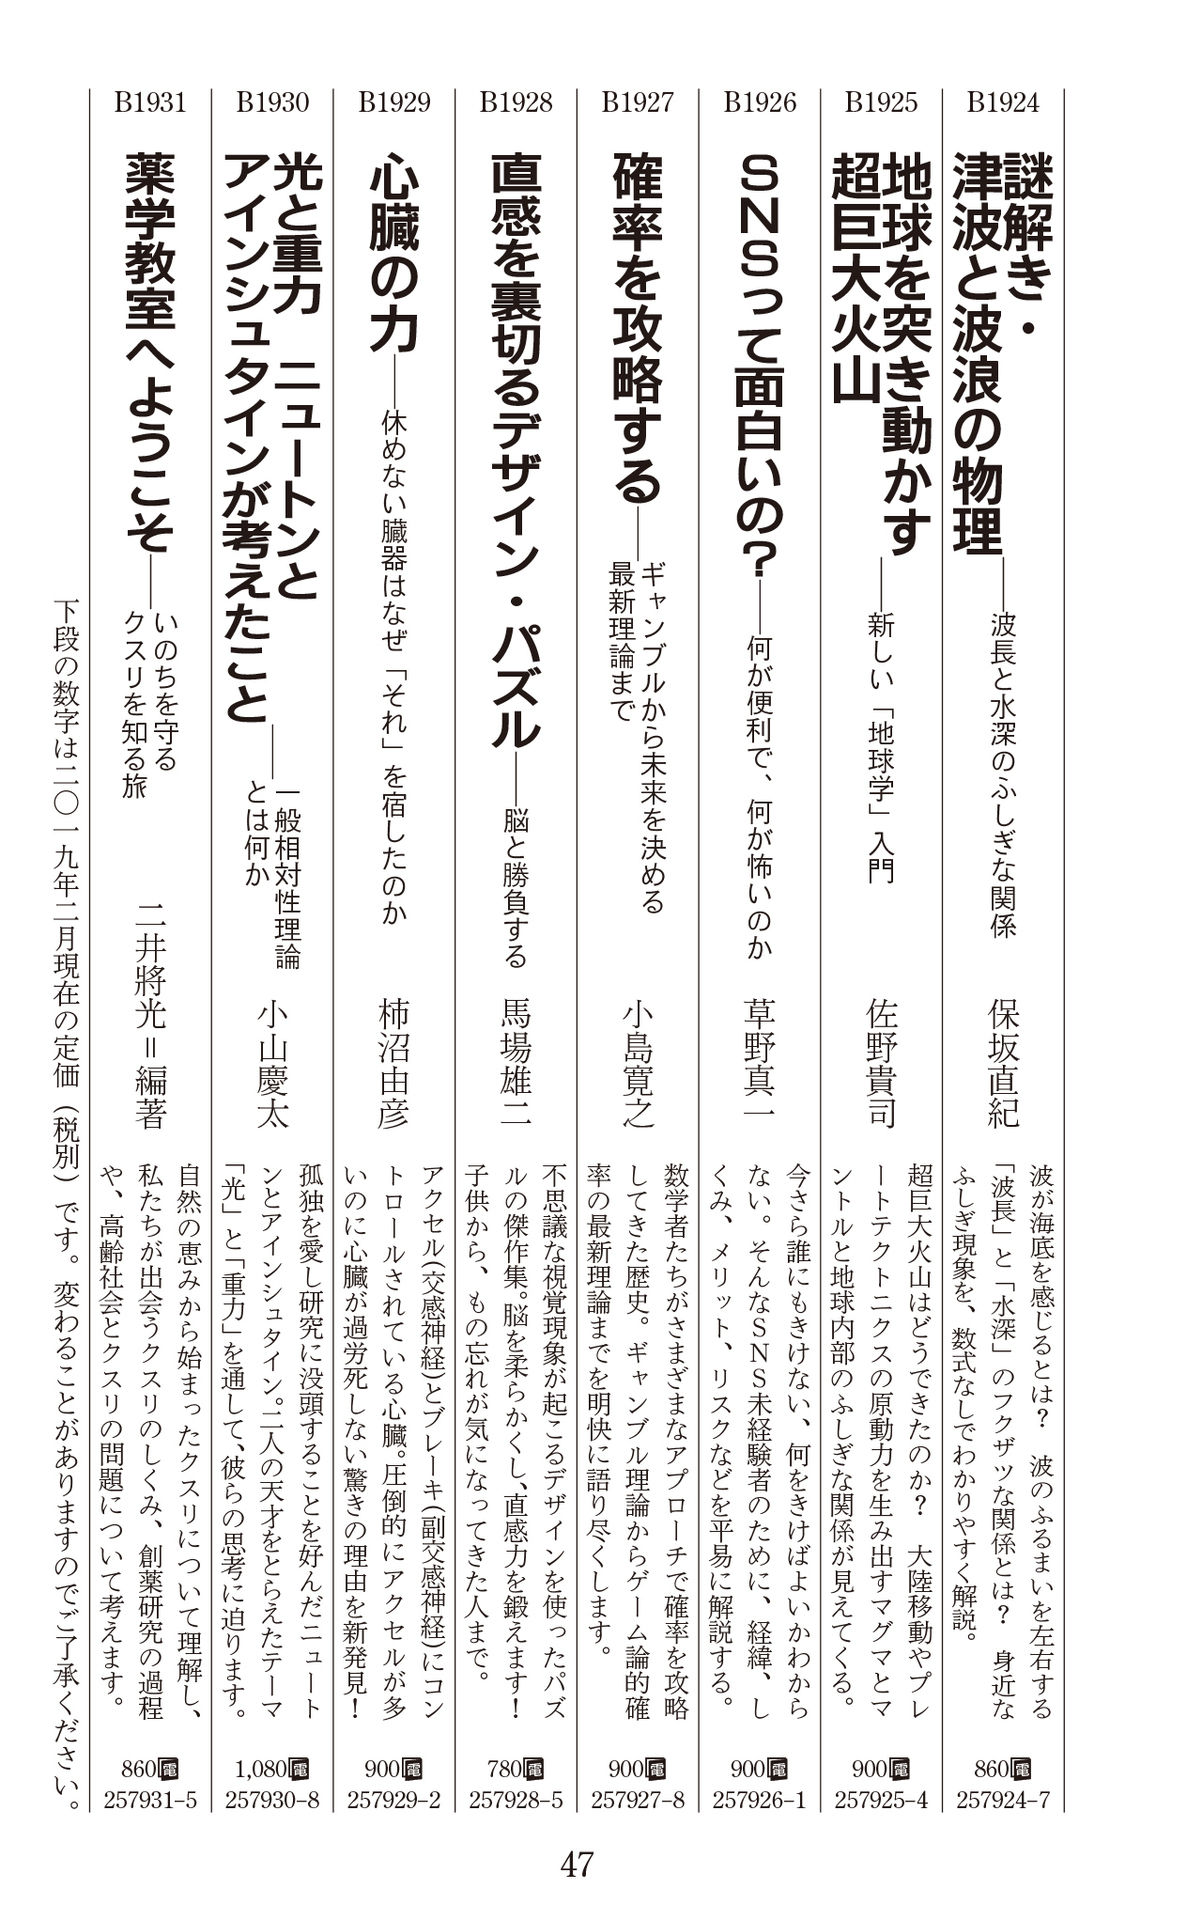 B1924
謎解き・
津波と波浪の物理
――波長と水深のふしぎな関係
保坂直紀
波が海底を感じるとは？　波のふるまいを左右する
「波長」と「水深」のフクザツな関係とは？　身近な
ふしぎ現象を、数式なしでわかりやすく解説。
860電
257924-7
B1925
地球を突き動かす
超巨大火山
――新しい「地球学」入門
佐野貴司
超巨大火山はどうできたのか？　大陸移動やプレ
ートテクトニクスの原動力を生み出すマグマとマ
ントルと地球内部のふしぎな関係が見えてくる。
900電
257925-4
B1926
ＳＮＳって面白いの？――何が便利で、何が怖いのか
草野真一
今さら誰にもきけない、何をきけばよいかわから
ない。そんなＳＮＳ未経験者のために、経緯、し
くみ、メリット、リスクなどを平易に解説する。
900電
257926-1
B1927
確率を攻略する――ギャンブルから未来を決める
最新理論まで
小島寛之
数学者たちがさまざまなアプローチで確率を攻略
してきた歴史。ギャンブル理論からゲーム論的確
率の最新理論までを明快に語り尽くします。
900電
257927-8
B1928
直感を裏切るデザイン・パズル――脳と勝負する
馬場雄二
不思議な視覚現象が起こるデザインを使ったパズ
ルの傑作集。脳を柔らかくし、直感力を鍛えます！
子供から、もの忘れが気になってきた人まで。
780電
257928-5
B1929
心臓の力――休めない臓器はなぜ「それ」を宿したのか
柿沼由彦
アクセル（交感神経）とブレーキ（副交感神経）にコン
トロールされている心臓。圧倒的にアクセルが多
いのに心臓が過労死しない驚きの理由を新発見！
900電
257929-2
B1930
光と重力　ニュートンと
アインシュタインが考えたこと
――一般相対性理論
とは何か
小山慶太
孤独を愛し研究に没頭することを好んだニュート
ンとアインシュタイン。二人の天才をとらえたテーマ
「光」と「重力」を通して、彼らの思考に迫ります。
1,080電
257930-8
B1931
薬学教室へようこそ――いのちを守る
クスリを知る旅
二井將光＝編著
自然の恵みから始まったクスリについて理解し、
私たちが出会うクスリのしくみ、創薬研究の過程
や、高齢社会とクスリの問題について考えます。
860電
257931-5
下段の数字は二〇一九年二月現在の定価（税別）です。変わることがありますのでご了承ください。
47